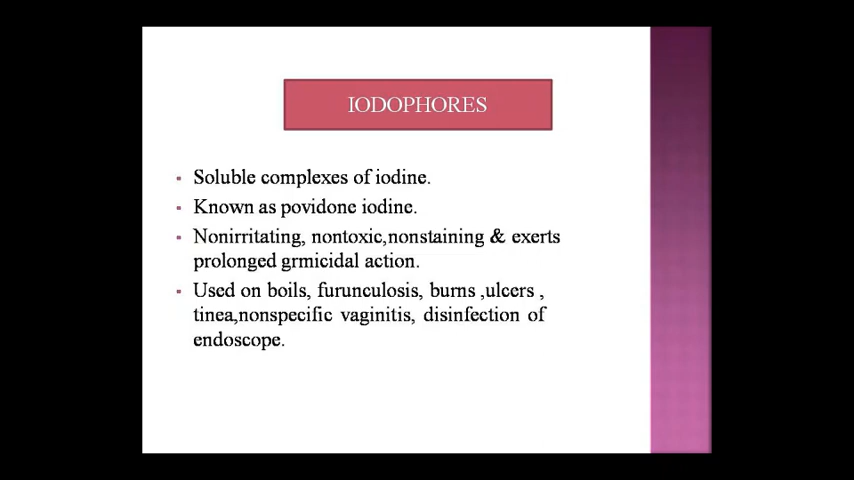 IODOPHORES
Soluble complexes of iodine.
Known as povidone iodine.
Nonirritating, nontoxic,nonstaining & exerts
prolonged grmicidal action.
Used on boils, furunculosis, burns ,ulcers ,
tinea,nonspecific vaginitis, disinfection of
endoscope.